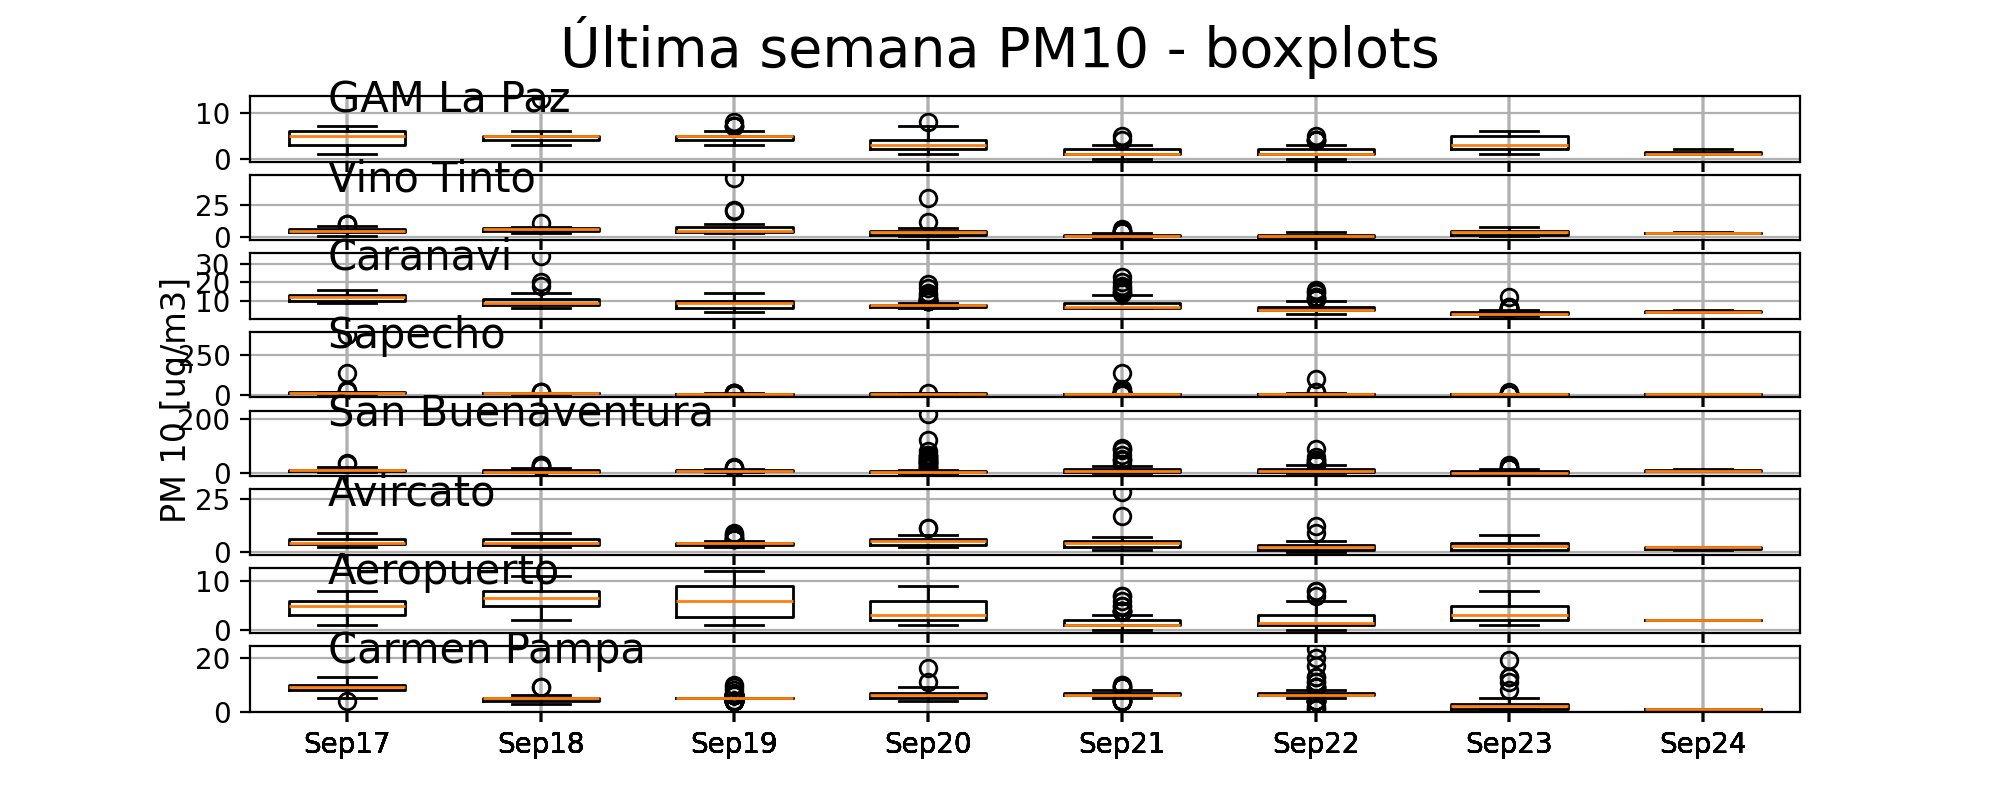 Última semana PM10 - boxplots
GAM La Paz
10
0
Vino Tinto
25
0
Caranavi
30
20
10
Sapecho
250
0
San Buenaventura
200
0
Avircato
25
0
Aeropuerto
10
0
Carmen Pampa
20
0
PM 10 [ug/m3]
Sep17 Sep18 Sep19 Sep20 Sep21 Sep22 Sep23 Sep24